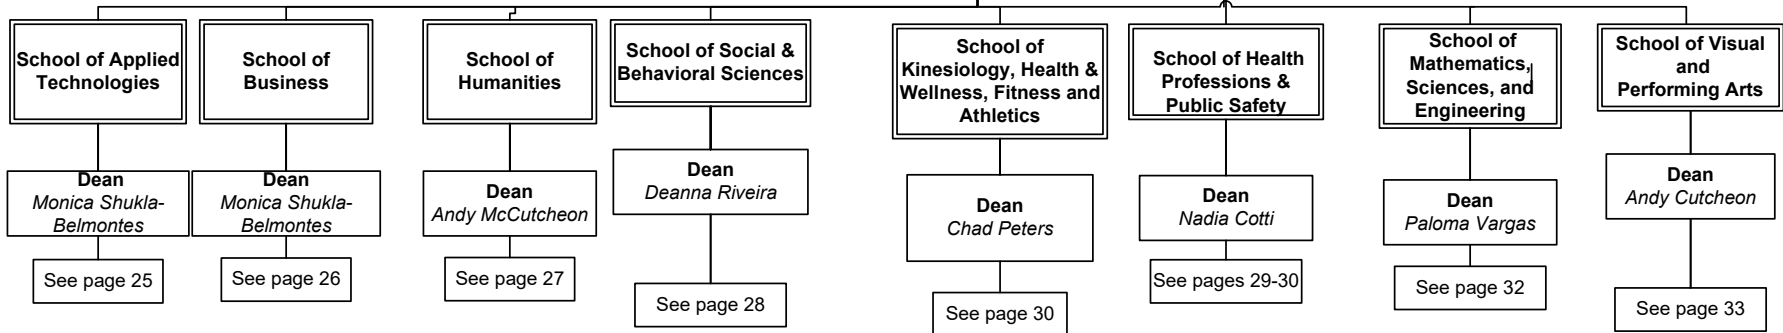 School of Applied
Technologies
Dean
Monica Shukla-
Belmontes
See page 25
School of
Business
Dean
Monica Shukla-
Belmontes
See page 26
School of
Humanities
Dean
Andy McCutcheon
See page 27
School of Social &
Behavioral Sciences
Dean
Deanna Riveira
See page 28
School of
Kinesiology, Health &
Wellness, Fitness and
Athletics
Dean
Chad Peters
See page 30
School of Health
Professions &
Public Safety
Dean
Nadia Cotti
See pages 29-30
School of
Mathematics,
Sciences, and
Engineering
Dean
Paloma Vargas
See page 32
School of Visual
and
Performing Arts
Dean
Andy Cutcheon
See page 33